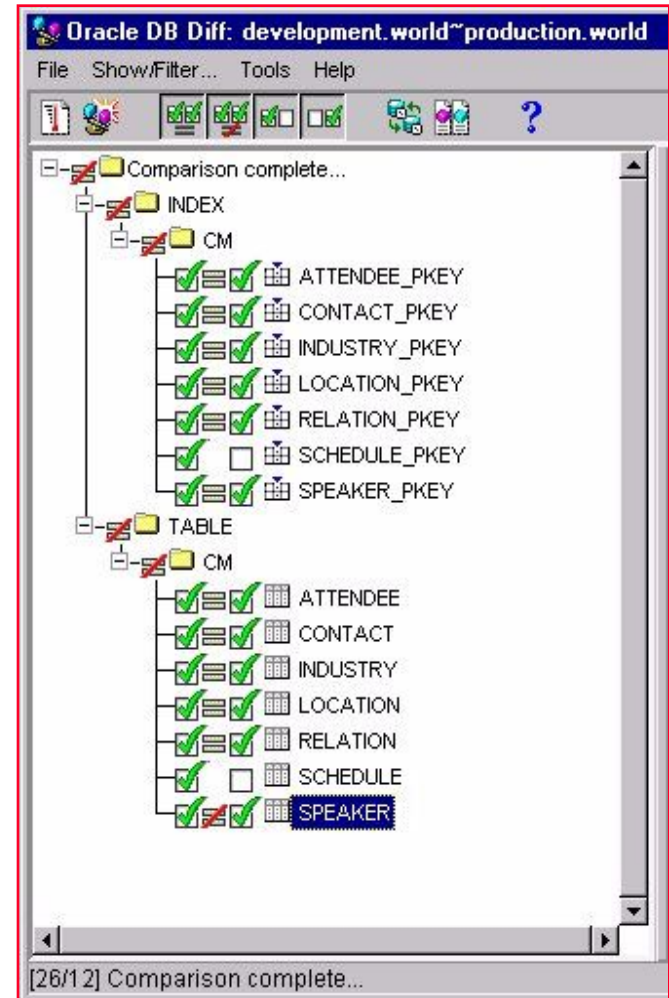 Oracle DB Diff: development.world~production.world
File Show/Filter... Tools Help
?
Comparison complete...
INDEX
CM
ATTENDEE_PKEY
CONTACT_PKEY
INDUSTRY_PKEY
LOCATION_PKEY
RELATION_PKEY
SCHEDULE_PKEY
SPEAKER_PKEY
TABLE
CM
ATTENDEE
CONTACT
INDUSTRY
LOCATION
RELATION
SCHEDULE
SPEAKER
[26/12] Comparison complete...